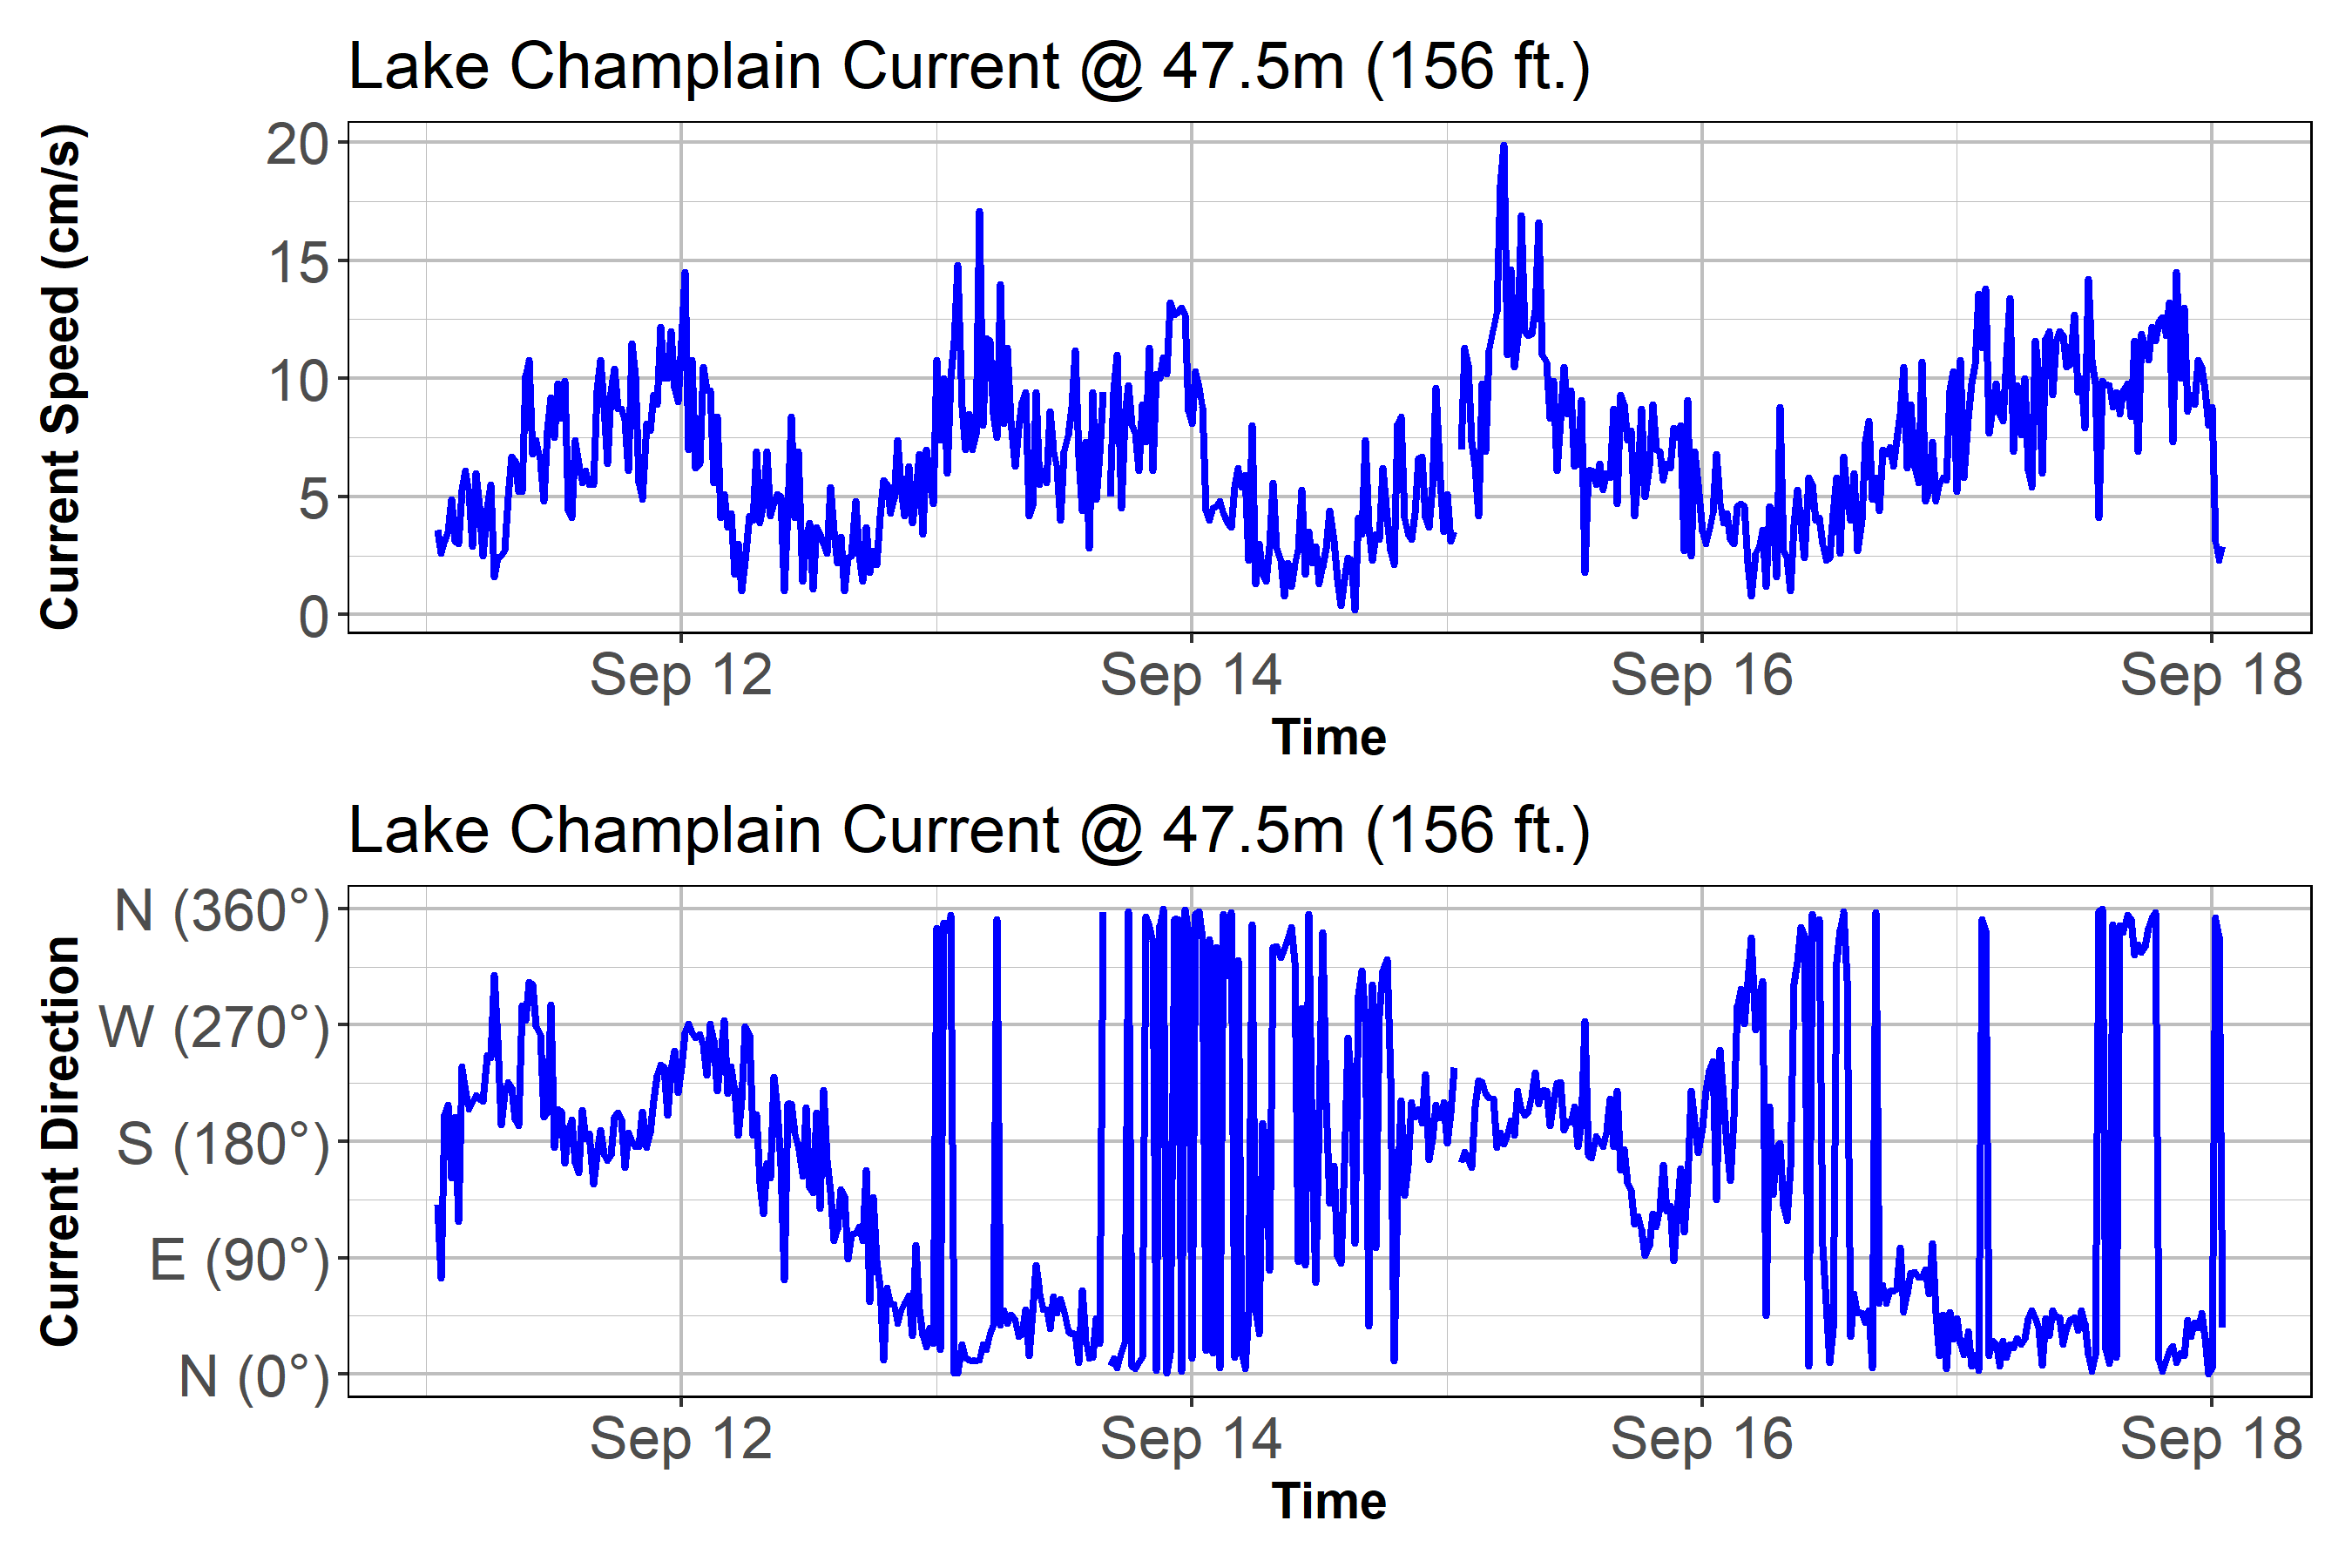 Lake Champlain Current @ 47.5m (156 ft.)
Current Speed (cm/s)
20
15
10
5
0
Sep 12 Sep 14 Sep 16 Sep 18
Time
Lake Champlain Current @ 47.5m (156 ft.)
Current Direction
N (360°)
W (270°)
S (180°)
E (90°)
N (0°)
Sep 12 Sep 14 Sep 16 Sep 18
Time